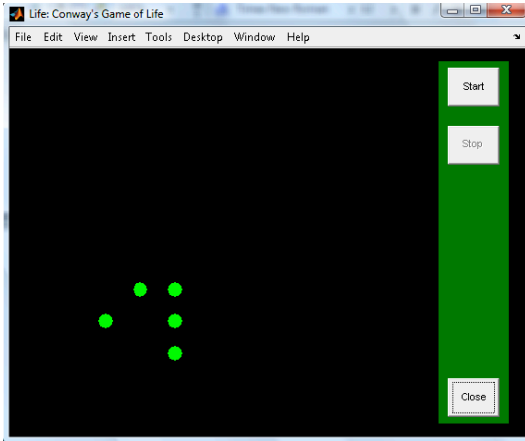 Life: Conway's Game of Life
File Edit View Insert Tools Desktop Window Help
Start
Stop
Close